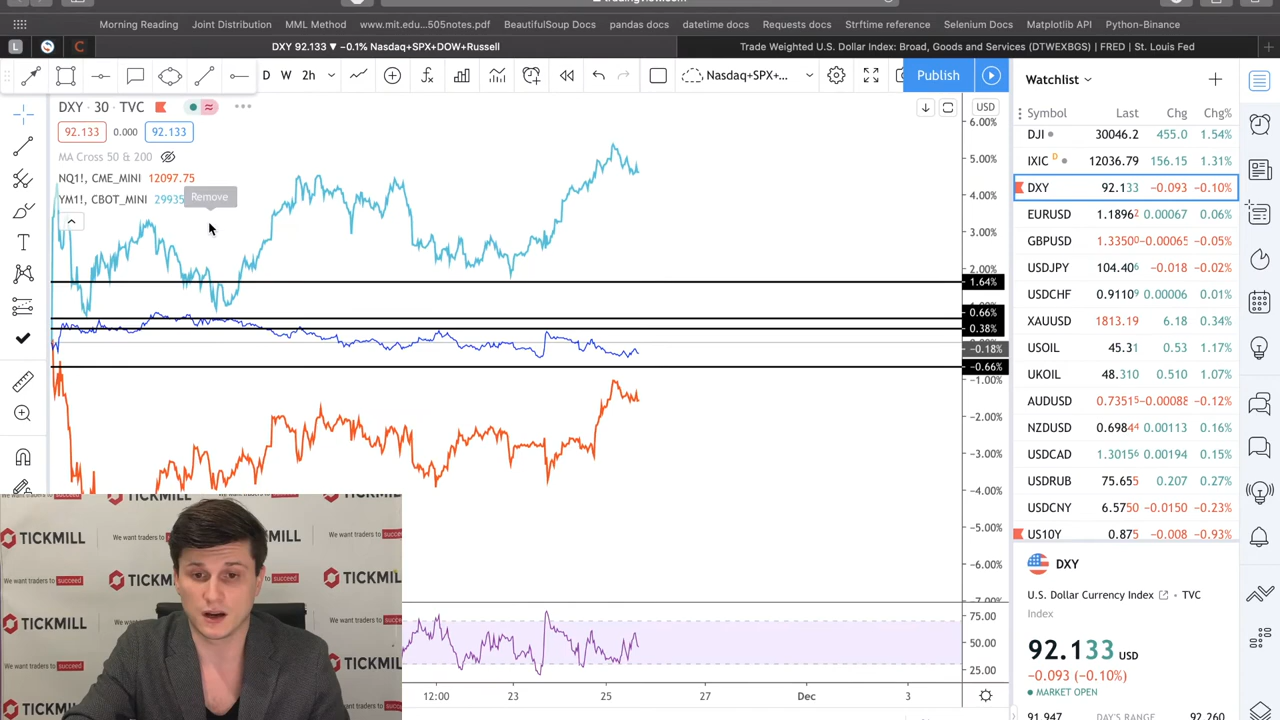 Morning Reading Joint Distribution MML Method www.mit.ed...505notes.pdf BeautifulSoup Docs pandas docs datetime docs Requests docs Strftime reference Selenium Docs Matplotlib API Python-Binance
L C DXY 92.133 ▼ −0.1% Nasdaq+SPX+DOW+Russell Trade Weighted U.S. Dollar Index: Broad, Goods and Services (DTWEXBGS) | FRED | St. Louis Fed
D W 2h Nasdaq+SPX+... Publish
Watchlist
DXY · 30 · TVC
USD
92.133 0.000 92.133
MA Cross 50 & 200
NQ1!, CME_MINI 12097.75
YM1!, CBOT_MINI 29935
Remove
6.00%
5.00%
4.00%
3.00%
2.00%
1.64%
0.66%
0.38%
−0.18%
−0.66%
−1.00%
−2.00%
−3.00%
−4.00%
−5.00%
−6.00%
75.00
50.00
25.00
12:00 23 25 27 Dec 3
Symbol Last Chg Chg%
DJI 30046.2 455.0 1.54%
IXIC D 12036.79 156.15 1.31%
DXY 92.133 −0.093 −0.10%
EURUSD 1.18962 0.00067 0.06%
GBPUSD 1.33500 −0.00065 −0.05%
USDJPY 104.406 −0.018 −0.02%
USDCHF 0.91109 0.00006 0.01%
XAUUSD 1813.19 6.18 0.34%
USOIL 45.31 0.53 1.17%
UKOIL 48.310 0.510 1.07%
AUDUSD 0.73515 −0.00088 −0.12%
NZDUSD 0.69844 0.00113 0.16%
USDCAD 1.30156 0.00194 0.15%
USDRUB 75.655 0.207 0.27%
USDCNY 6.5750 −0.0150 −0.23%
US10Y 0.875 −0.008 −0.93%
DXY
U.S. Dollar Currency Index · TVC
Index
92.133 USD
−0.093 (−0.10%)
MARKET OPEN
91.947 DAY'S RANGE 92.260
TICKMILL
We want traders to succeed